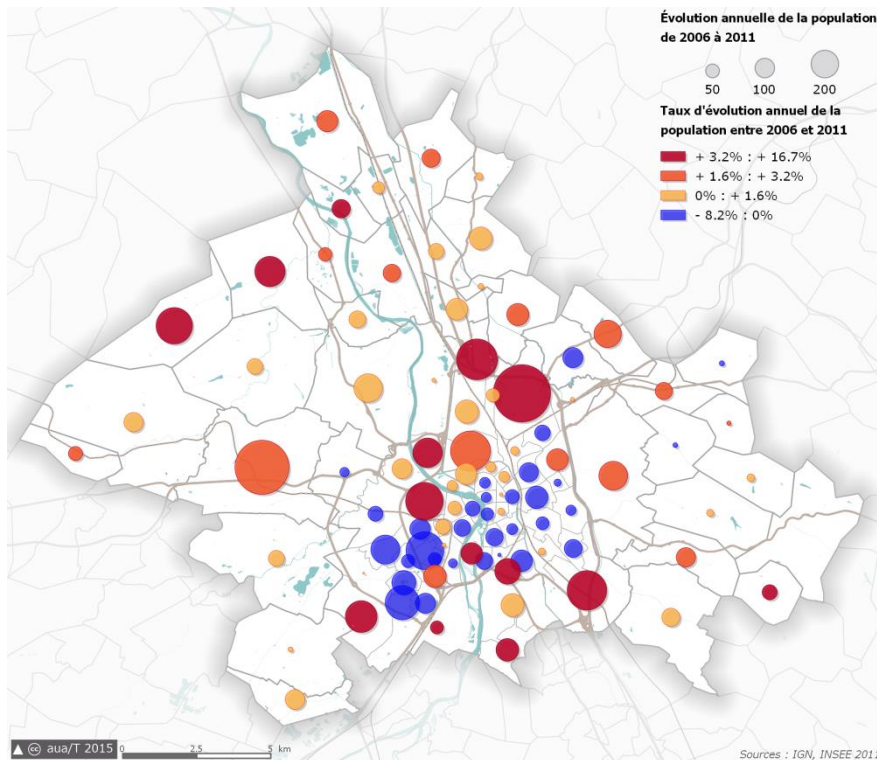 Évolution annuelle de la population
de 2006 à 2011
50 100 200
Taux d'évolution annuel de la
population entre 2006 et 2011
+ 3.2% : + 16.7%
+ 1.6% : + 3.2%
0% : + 1.6%
- 8.2% : 0%
▲ cc aua/T 2015
0 2,5 5 km
Sources : IGN, INSEE 2011